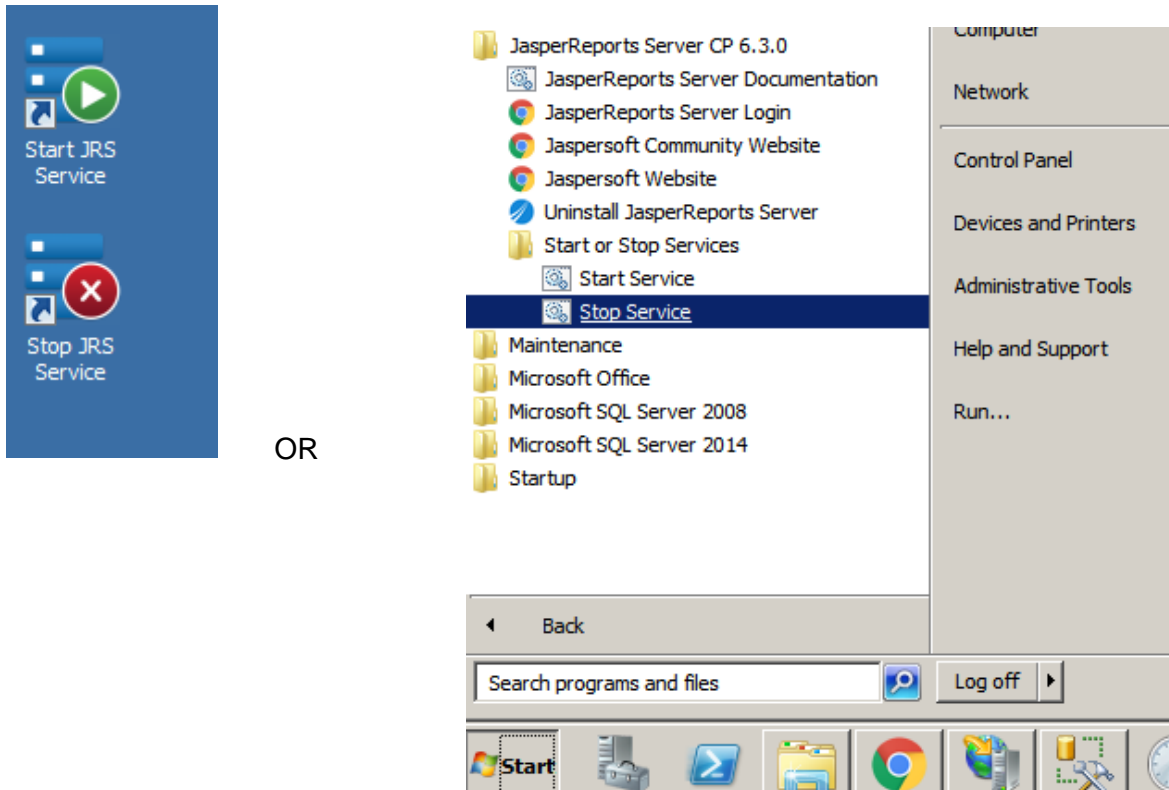 Start JRS
Service
Stop JRS
Service
OR
JasperReports Server CP 6.3.0
JasperReports Server Documentation
JasperReports Server Login
Jaspersoft Community Website
Jaspersoft Website
Uninstall JasperReports Server
Start or Stop Services
Start Service
Stop Service
Maintenance
Microsoft Office
Microsoft SQL Server 2008
Microsoft SQL Server 2014
Startup
Back
Search programs and files
Computer
Network
Control Panel
Devices and Printers
Administrative Tools
Help and Support
Run...
Log off
Start